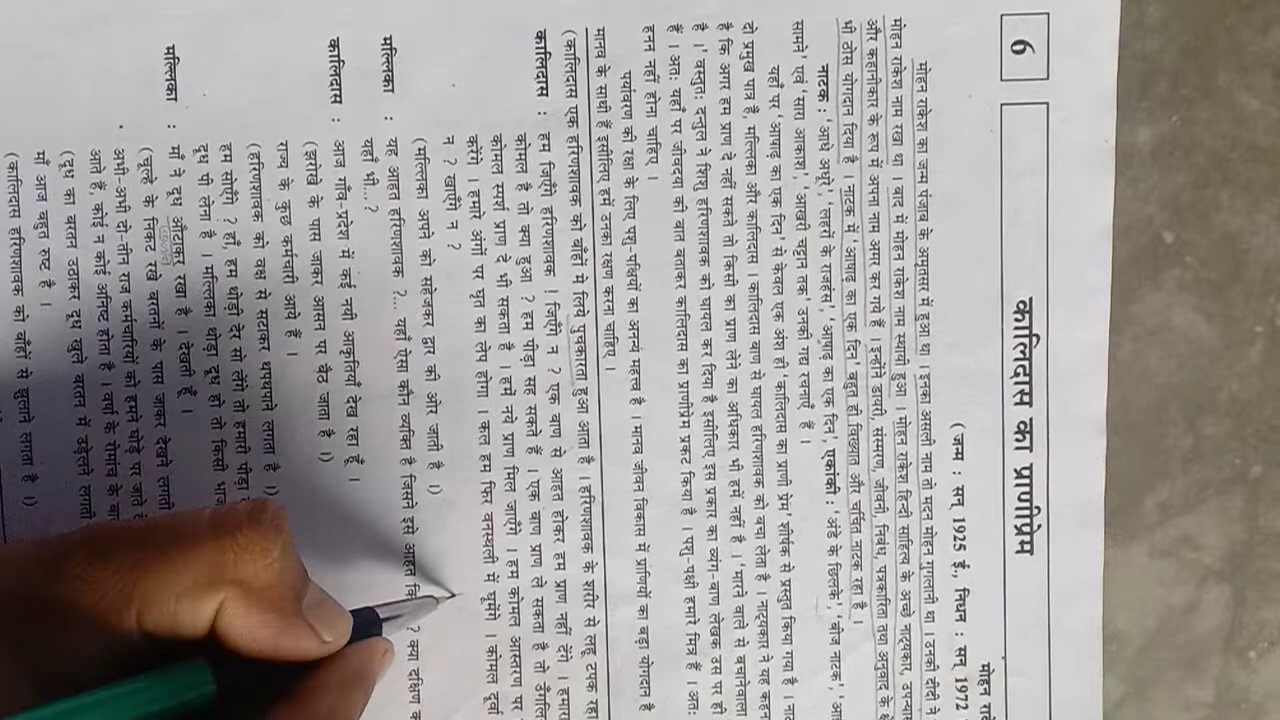 6
कालिदास का प्राणीप्रेम
मोहन राके
( जन्म : सन् 1925 ई., निधन : सन् 1972
मोहन राकेश का जन्म पंजाब के अमृतसर में हुआ था । इनका असली नाम तो मदन मोहन गुगलानी था । उनकी दीदी ने
मोहन राकेश नाम रखा था । बाद में मोहन राकेश नाम स्थायी हुआ । मोहन राकेश हिन्दी साहित्य के अच्छे नाट्यकार, उपन्यास
और कहानीकार के रूप में अपना नाम अमर कर गये हैं । इन्होंने डायरी, संस्मरण, जीवनी, निबंध, पत्रकारिता तथा अनुवाद के क्षे
भी ठोस योगदान दिया है । नाटक में 'आषाढ़ का एक दिन' बहुत ही विख्यात और चर्चित नाटक रहा है ।
नाटक : 'आधे अधूरे', 'लहरों के राजहंस', 'आषाढ़ का एक दिन', एकांकी : 'अंडे के छिलके', 'बीज नाटक', 'आ
सामने' एवं 'सारा आकाश', 'आखरी चट्टान तक' उनकी गद्य रचनाएँ हैं ।
यहाँ पर 'आषाढ़ का एक दिन' से केवल एक अंश ही 'कालिदास का प्राणी प्रेम' शीर्षक से प्रस्तुत किया गया है । नाट
दो प्रमुख पात्र हैं, मल्लिका और कालिदास । कालिदास बाण से घायल हरिणशावक को बचा लेता है । नाट्यकार ने यह कहन
है कि अगर हम प्राण दे नहीं सकते तो किसी का प्राण लेने का अधिकार भी हमें नहीं है । 'मारने वाले से बचानेवाला
है ।' वस्तुतः दन्तुल ने शिशु हरिणशावक को घायल कर दिया है इसीलिए इस प्रकार का व्यंग-बाण लेखक उस पर ही
हैं । अतः यहाँ पर जीवदया की बात बताकर कालिदास का प्राणीप्रेम प्रकट किया है । पशु-पक्षी हमारे मित्र हैं । अतः
हनन नहीं होना चाहिए ।
पर्यावरण की रक्षा के लिए पशु-पक्षियों का अनन्य महत्त्व है । मानव जीवन विकास में प्राणियों का बड़ा योगदान है
मानव के साथी हैं इसीलिए हमें उनका रक्षण करना चाहिए ।
(कालिदास एक हरिणशावक को बाँहों में लिये पुचकारता हुआ आता है । हरिणशावक के शरीर से लहू टपक रहा
कालिदास : हम जिएँगे हरिणशावक ! जिएँगे न ? एक बाण से आहत होकर हम प्राण नहीं देंगे । हमारा
कोमल है तो क्या हुआ ? हम पीड़ा सह सकते हैं । एक बाण प्राण ले सकता है तो उँगलि
कोमल स्पर्श प्राण दे भी सकता है । हमें नये प्राण मिल जाएँगे । हम कोमल आस्तरण पर
करेंगे । हमारे अंगों पर घृत का लेप होगा । कल हम फिर वनस्थली में घूमेंगे । कोमल दूर्वा
न ? खाएँगे न ?
(मल्लिका अपने को सहेजकर द्वार की ओर जाती है ।)
मल्लिका : यह आहत हरिणशावक ?... यहाँ ऐसा कौन व्यक्ति है जिसने इसे आहत कि ? क्या दक्षिण क
यहाँ भी...?
कालिदास : आज गाँव-प्रदेश में कई नयी आकृतियाँ देख रहा हूँ ।
(झरोखे के पास जाकर आसन पर बैठ जाता है ।)
राज्य के कुछ कर्मचारी आये हैं ।
(हरिणशावक को वक्ष से सटाकर थपथपाने लगता है ।)
हम सोएँगे ? हाँ, हम थोड़ी देर सो लेंगे तो हमारी पीड़ा
दूध पी लेना है । मल्लिका थोड़ा दूध हो तो किसी भाज
मल्लिका : माँ ने दूध औटाकर रखा है । देखती हूँ ।
(चूल्हे के निकट रखे बरतनों के पास जाकर देखने लगती
अभी-अभी दो-तीन राज कर्मचारियों को हमने घोड़े पर जाते दे
आते हैं, कोई न कोई अनिष्ट होता है । वर्षा के रोमांच के बा
(दूध का बरतन उठाकर दूध खुले बरतन में उड़ेलने लगती
माँ आज बहुत रुष्ट है ।
(कालिदास हरिणशावक को बाँहों से झुलाने लगता है ।)